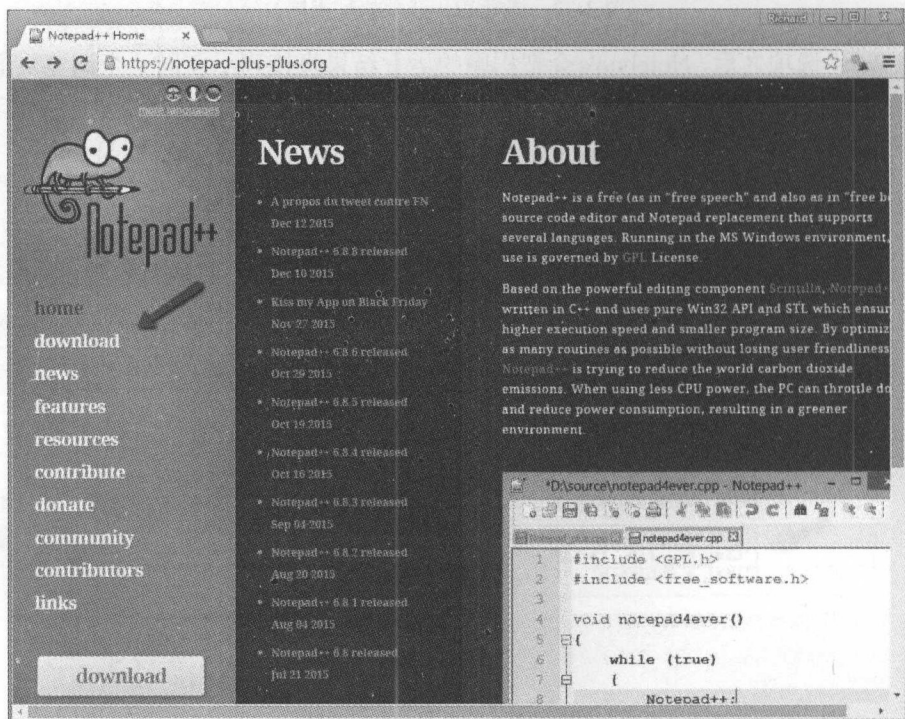 Richard
Notepad++ Home
https://notepad-plus-plus.org
more languages
Notepad++
home
download
news
features
resources
contribute
donate
community
contributors
links
download
News
A propos du tweet contre FN
Dec 12 2015
Notepad++ 6.8.8 released
Dec 10 2015
Kiss my App on Black Friday
Nov 27 2015
Notepad++ 6.8.6 released
Oct 29 2015
Notepad++ 6.8.5 released
Oct 19 2015
Notepad++ 6.8.4 released
Oct 16 2015
Notepad++ 6.8.3 released
Sep 04 2015
Notepad++ 6.8.2 released
Aug 20 2015
Notepad++ 6.8.1 released
Aug 04 2015
Notepad++ 6.8 released
Jul 21 2015
About
Notepad++ is a free (as in "free speech" and also as in "free b
source code editor and Notepad replacement that supports
several languages. Running in the MS Windows environment,
use is governed by GPL License.
Based on the powerful editing component Scintilla, Notepad+
written in C++ and uses pure Win32 API and STL which ensur
higher execution speed and smaller program size. By optimiz
as many routines as possible without losing user friendliness
Notepad++ is trying to reduce the world carbon dioxide
emissions. When using less CPU power, the PC can throttle do
and reduce power consumption, resulting in a greener
environment.
*D:\source\notepad4ever.cpp - Notepad++
Notepad_plus.cpp notepad4ever.cpp
1 #include <GPL.h>
2 #include <free_software.h>
3
4 void notepad4ever()
5 {
6 while (true)
7 {
8 Notepad++;